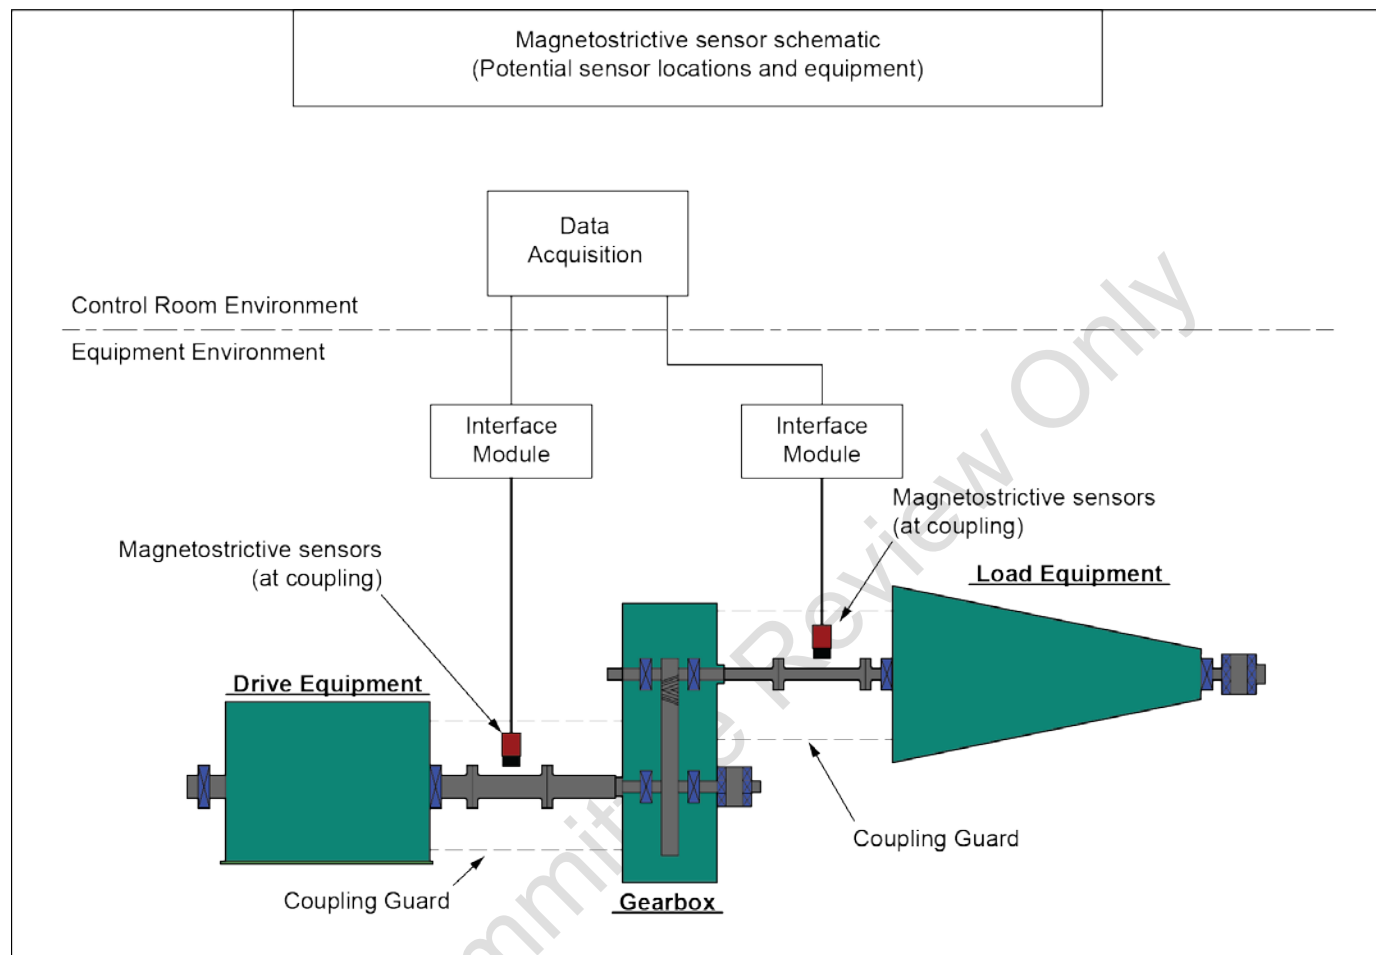 Magnetostrictive sensor schematic
(Potential sensor locations and equipment)
Data
Acquisition
Control Room Environment
Equipment Environment
Interface
Module
Interface
Module
Magnetostrictive sensors
(at coupling)
Magnetostrictive sensors
(at coupling)
Load Equipment
Drive Equipment
Coupling Guard
Coupling Guard
Gearbox
Review Only